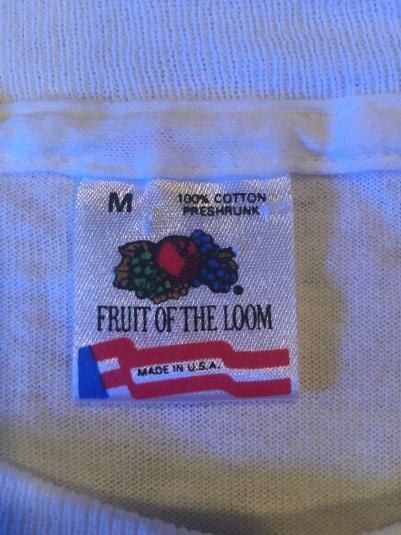 M
100% COTTON
PRESHRUNK
FRUIT OF THE LOOM
MADE IN U.S.A.